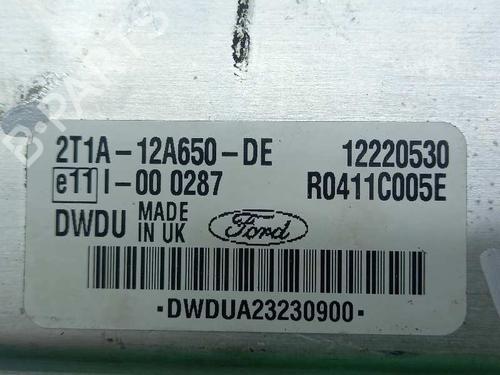 B-PARTS
2T1A-12A650-DE 12220530
e11 I-00 0287 R0411C005E
DWDU MADE IN UK Ford
·DWDUA23230900·